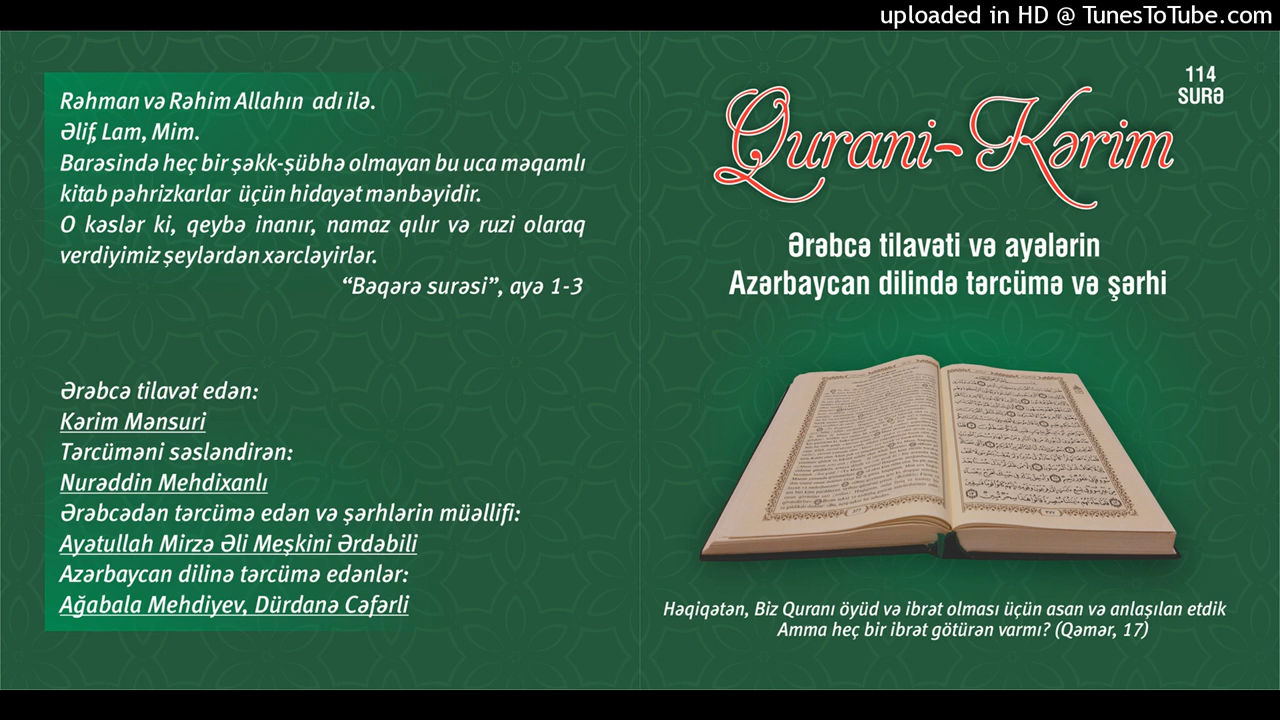 uploaded in HD @ TunesToTube.com
Rəhman və Rəhim Allahın adı ilə.
Əlif, Lam, Mim.
Barəsində heç bir şəkk-şübhə olmayan bu uca məqamlı
kitab pəhrizkarlar üçün hidayət mənbəyidir.
O kəslər ki, qeybə inanır, namaz qılır və ruzi olaraq
verdiyimiz şeylərdən xərcləyirlər.
“Bəqərə surəsi”, ayə 1-3
Ərəbcə tilavət edən:
Kərim Mənsuri
Tərcüməni səsləndirən:
Nurəddin Mehdixanlı
Ərəbcədən tərcümə edən və şərhlərin müəllifi:
Ayətullah Mirzə Əli Meşkini Ərdəbili
Azərbaycan dilinə tərcümə edənlər:
Ağabala Mehdiyev, Dürdanə Cəfərli
114
SURƏ
Qurani-Kərim
Ərəbcə tilavəti və ayələrin
Azərbaycan dilində tərcümə və şərhi
Həqiqətən, Biz Quranı öyüd və ibrət olması üçün asan və anlaşılan etdik
Amma heç bir ibrət götürən varmı? (Qəmər, 17)